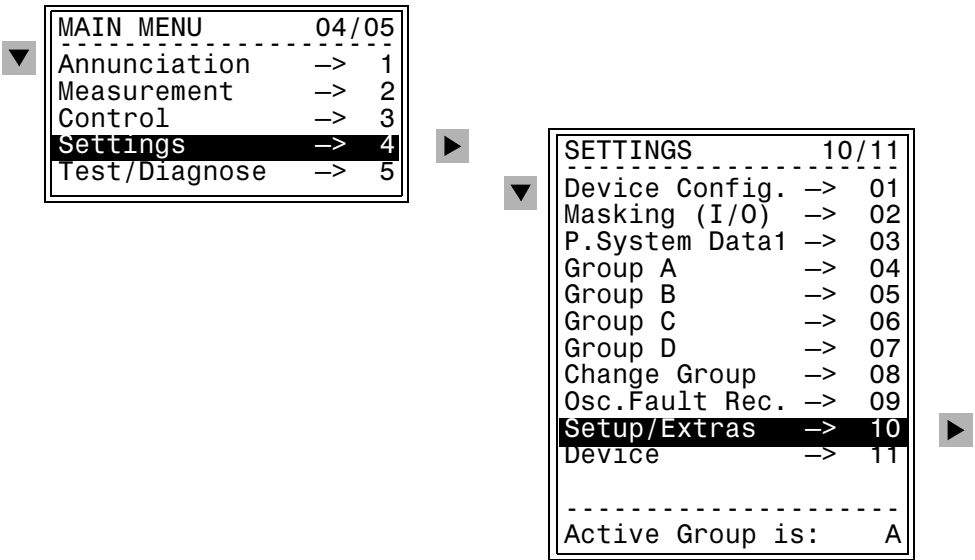 MAIN MENU 04/05
---------------------
Annunciation –> 1
Measurement –> 2
Control –> 3
Settings –> 4
Test/Diagnose –> 5
SETTINGS 10/11
---------------------
Device Config. –> 01
Masking (I/O) –> 02
P.System Data1 –> 03
Group A –> 04
Group B –> 05
Group C –> 06
Group D –> 07
Change Group –> 08
Osc.Fault Rec. –> 09
Setup/Extras –> 10
Device –> 11
---------------------
Active Group is: A